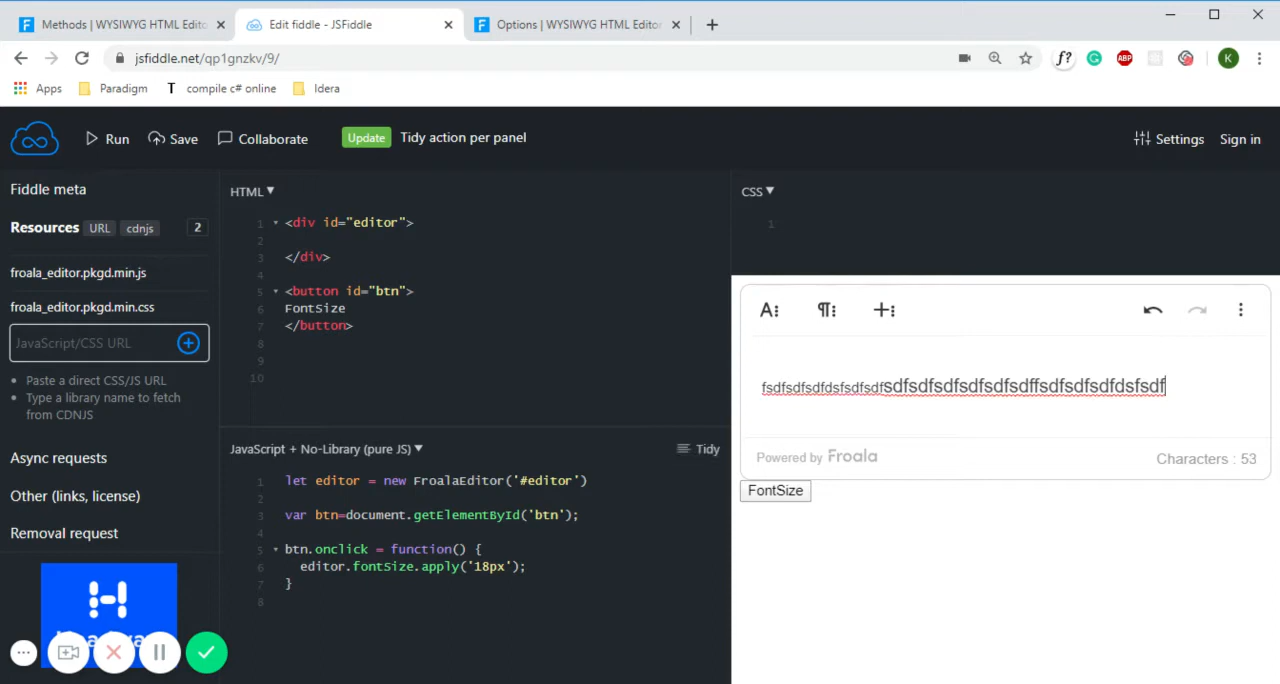 Methods | WYSIWYG HTML Edito
Edit fiddle - JSFiddle
Options | WYSIWYG HTML Editor
jsfiddle.net/qp1gnzkv/9/
f?
ABP
K
Apps
Paradigm
T compile c# online
Idera
Run
Save
Collaborate
Update
Tidy action per panel
Settings
Sign in
Fiddle meta
Resources URL cdnjs 2
froala_editor.pkgd.min.js
froala_editor.pkgd.min.css
JavaScript/CSS URL
• Paste a direct CSS/JS URL
• Type a library name to fetch
from CDNJS
Async requests
Other (links, license)
Removal request
HTML▼
1 <div id="editor">
2
3 </div>
4
5 <button id="btn">
6 FontSize
7 </button>
8
9
10
JavaScript + No-Library (pure JS)▼
Tidy
1 let editor = new FroalaEditor('#editor')
2
3 var btn=document.getElementById('btn');
4
5 btn.onclick = function() {
6 editor.fontSize.apply('18px');
7 }
8
CSS▼
1
fsdfsdfsdfdsfsdfsdfsdfsdfsdfsdfsdfsdffsdfsdfsdfdsfsdf
Powered by Froala
Characters : 53
FontSize